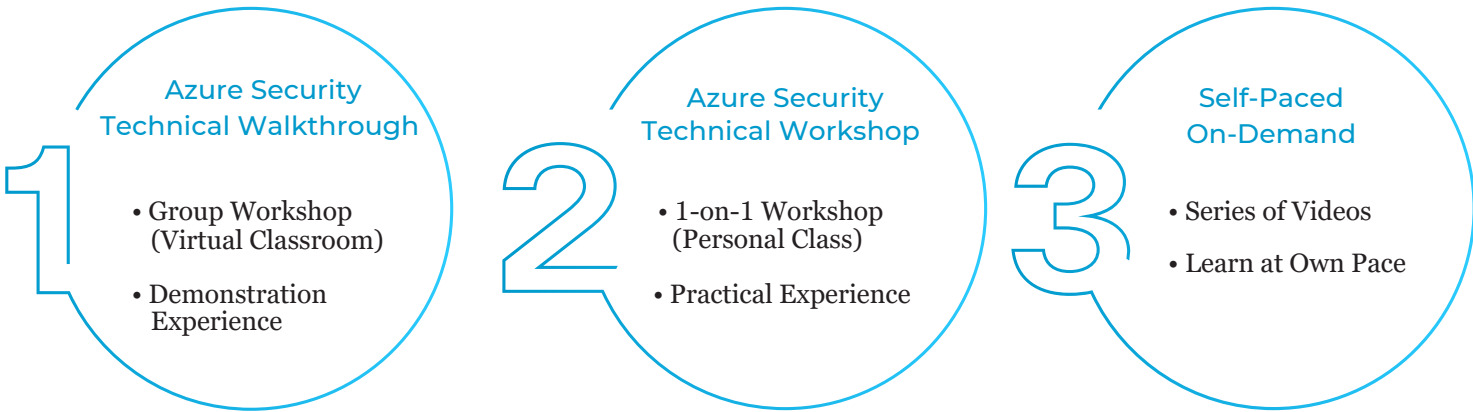 1
Azure Security
Technical Walkthrough
• Group Workshop
(Virtual Classroom)
• Demonstration
Experience
2
Azure Security
Technical Workshop
• 1-on-1 Workshop
(Personal Class)
• Practical Experience
3
Self-Paced
On-Demand
• Series of Videos
• Learn at Own Pace